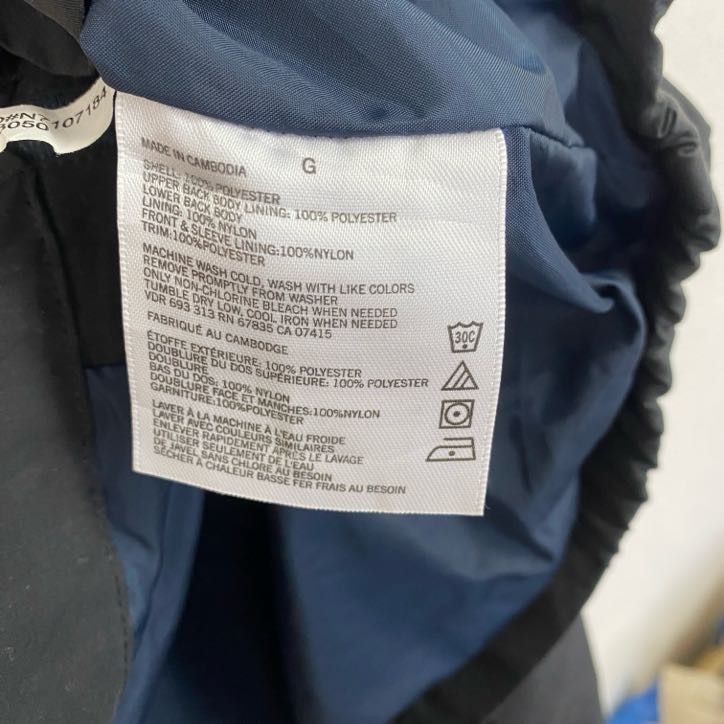 107184
8050
MADE IN CAMBODIA G
SHELL: 100% POLYESTER
UPPER BACK BODY LINING: 100% POLYESTER
LOWER BACK BODY
LINING: 100% NYLON
FRONT & SLEEVE LINING:100%NYLON
TRIM:100%POLYESTER
MACHINE WASH COLD, WASH WITH LIKE COLORS
REMOVE PROMPTLY FROM WASHER
ONLY NON-CHLORINE BLEACH WHEN NEEDED
TUMBLE DRY LOW, COOL IRON WHEN NEEDED
VDR 693 313 RN 67835 CA 07415
FABRIQUÉ AU CAMBODGE
ÉTOFFE EXTÉRIEURE: 100% POLYESTER
DOUBLURE DU DOS SUPÉRIEURE: 100% POLYESTER
DOUBLURE
BAS DU DOS: 100% NYLON
DOUBLURE FACE ET MANCHES:100%NYLON
GARNITURE:100%POLYESTER
LAVER À LA MACHINE À L'EAU FROIDE
LAVER AVEC COULEURS SIMILAIRES
ENLEVER RAPIDEMENT APRÈS LE LAVAGE
UTILISER SEULEMENT DE L'EAU
DE JAVEL SANS CHLORE AU BESOIN
SÉCHER À CHALEUR BASSE FER FRAIS AU BESOIN
30C